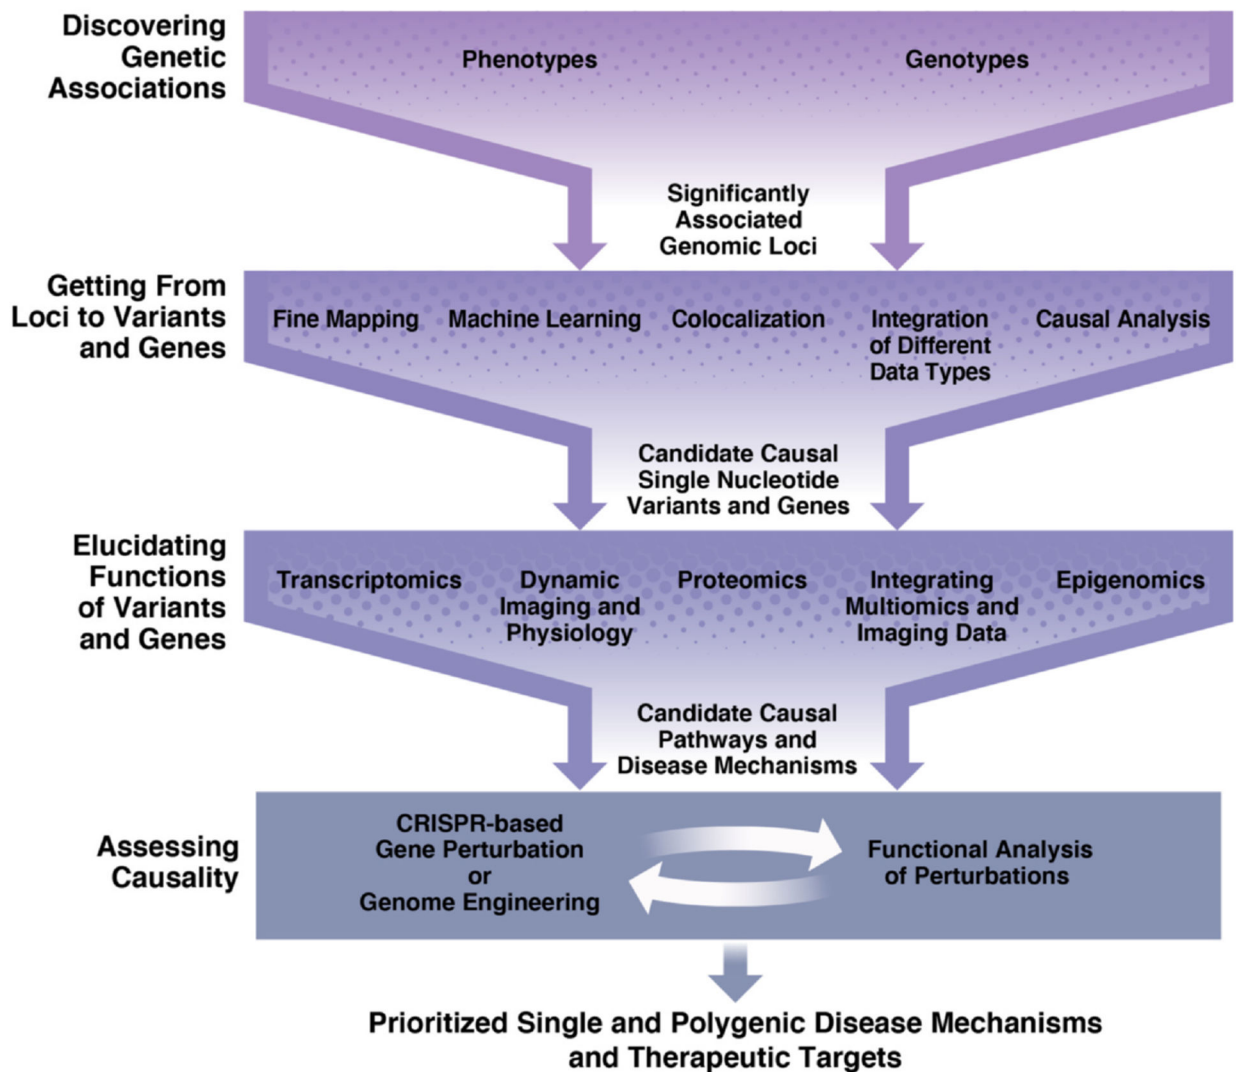 Discovering
Genetic
Associations
Phenotypes
Genotypes
Significantly
Associated
Genomic Loci
Getting From
Loci to Variants
and Genes
Fine Mapping
Machine Learning
Colocalization
Integration
of Different
Data Types
Causal Analysis
Candidate Causal
Single Nucleotide
Variants and Genes
Elucidating
Functions
of Variants
and Genes
Transcriptomics
Dynamic
Imaging and
Physiology
Proteomics
Integrating
Multiomics and
Imaging Data
Epigenomics
Candidate Causal
Pathways and
Disease Mechanisms
Assessing
Causality
CRISPR-based
Gene Perturbation
or
Genome Engineering
Functional Analysis
of Perturbations
Prioritized Single and Polygenic Disease Mechanisms
and Therapeutic Targets